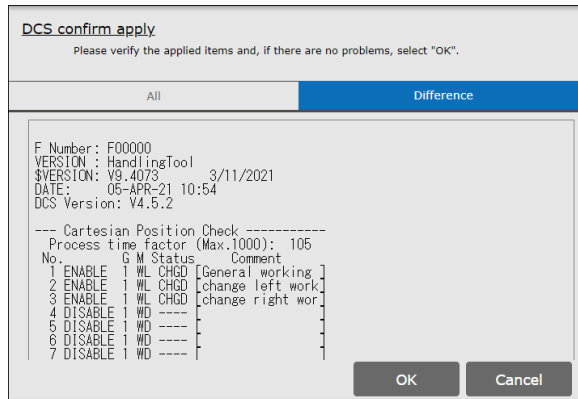 DCS confirm apply
Please verify the applied items and, if there are no problems, select "OK".
All Difference
F Number: F00000
VERSION : HandlingTool
$VERSION: V9.4073 3/11/2021
DATE: 05-APR-21 10:54
DCS Version: V4.5.2
--- Cartesian Position Check -----------
Process time factor (Max.1000): 105
No. G M Status Comment
1 ENABLE 1 WL CHGD [General working ]
2 ENABLE 1 WL CHGD [change left work]
3 ENABLE 1 WL CHGD [change right wor]
4 DISABLE 1 WD ---- [ ]
5 DISABLE 1 WD ---- [ ]
6 DISABLE 1 WD ---- [ ]
7 DISABLE 1 WD ---- [ ]
OK Cancel